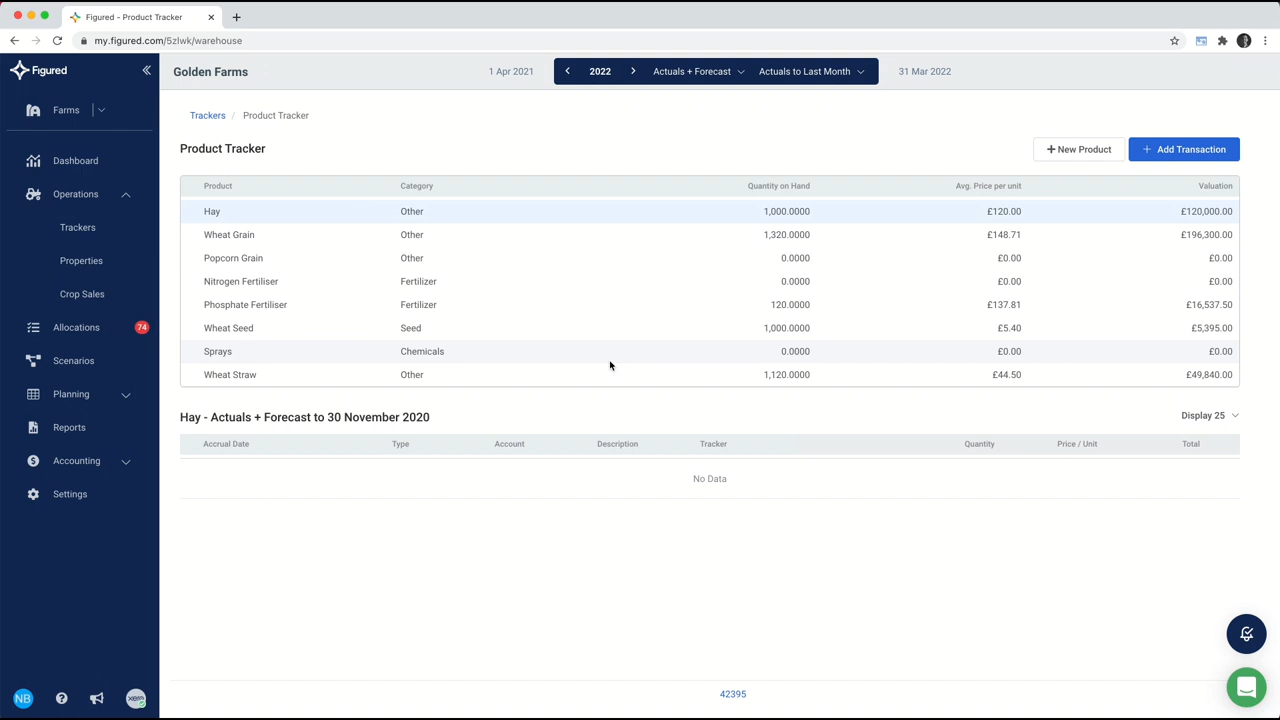 Figured - Product Tracker
my.figured.com/5zlwk/warehouse
Figured
Golden Farms
1 Apr 2021
2022
Actuals + Forecast
Actuals to Last Month
31 Mar 2022
Farms
Dashboard
Operations
Trackers
Properties
Crop Sales
Allocations 74
Scenarios
Planning
Reports
Accounting
Settings
NB
xero
Trackers / Product Tracker
Product Tracker
+ New Product
+ Add Transaction
Product Category Quantity on Hand Avg. Price per unit Valuation
Hay Other 1,000.0000 £120.00 £120,000.00
Wheat Grain Other 1,320.0000 £148.71 £196,300.00
Popcorn Grain Other 0.0000 £0.00 £0.00
Nitrogen Fertiliser Fertilizer 0.0000 £0.00 £0.00
Phosphate Fertiliser Fertilizer 120.0000 £137.81 £16,537.50
Wheat Seed Seed 1,000.0000 £5.40 £5,395.00
Sprays Chemicals 0.0000 £0.00 £0.00
Wheat Straw Other 1,120.0000 £44.50 £49,840.00
Hay - Actuals + Forecast to 30 November 2020
Display 25
Accrual Date Type Account Description Tracker Quantity Price / Unit Total
No Data
42395